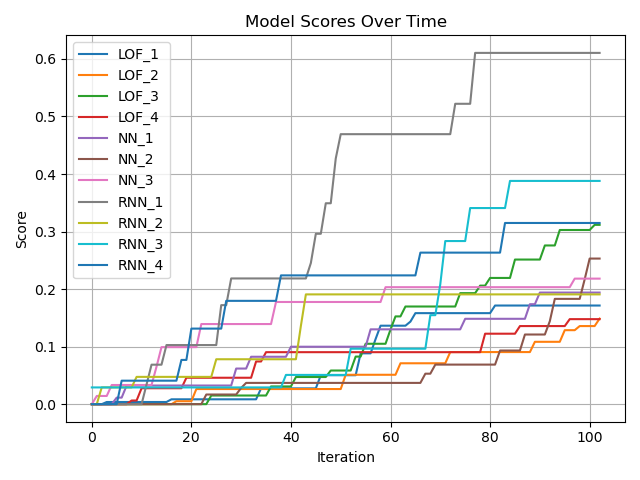 Model Scores Over Time
Score
0.6
0.5
0.4
0.3
0.2
0.1
0.0
LOF_1
LOF_2
LOF_3
LOF_4
NN_1
NN_2
NN_3
RNN_1
RNN_2
RNN_3
RNN_4
0 20 40 60 80 100
Iteration